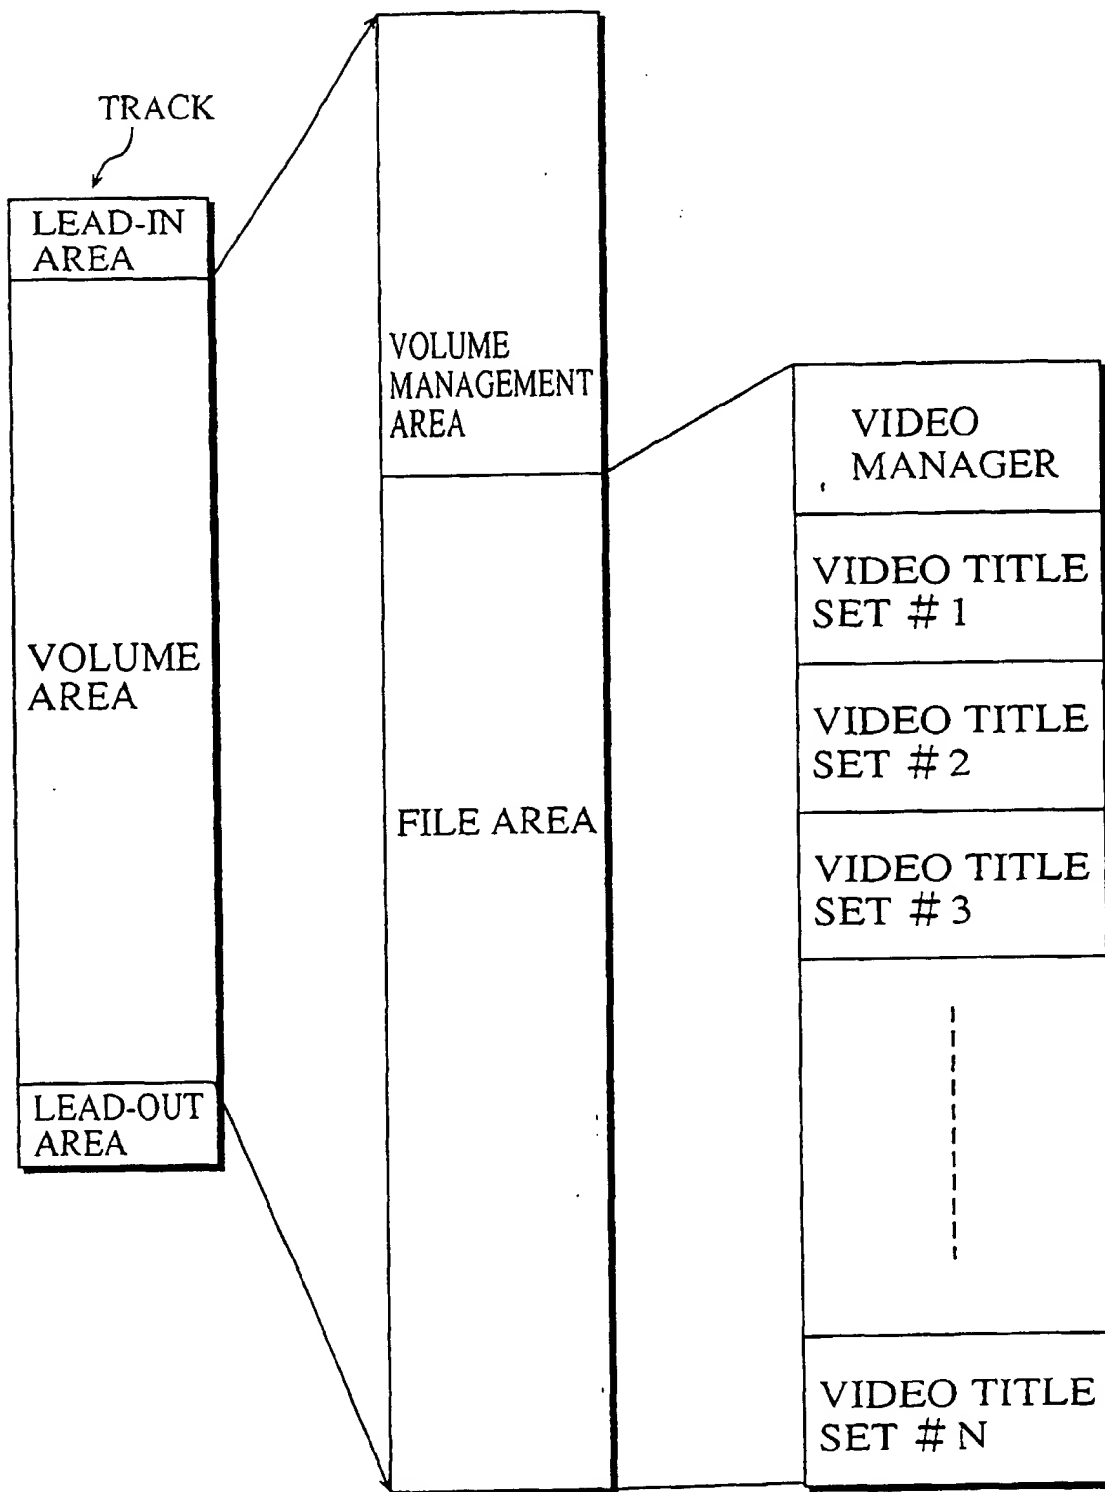 TRACK
LEAD-IN
AREA
VOLUME
AREA
LEAD-OUT
AREA
VOLUME
MANAGEMENT
AREA
FILE AREA
VIDEO
MANAGER
VIDEO TITLE
SET # 1
VIDEO TITLE
SET # 2
VIDEO TITLE
SET # 3
VIDEO TITLE
SET # N